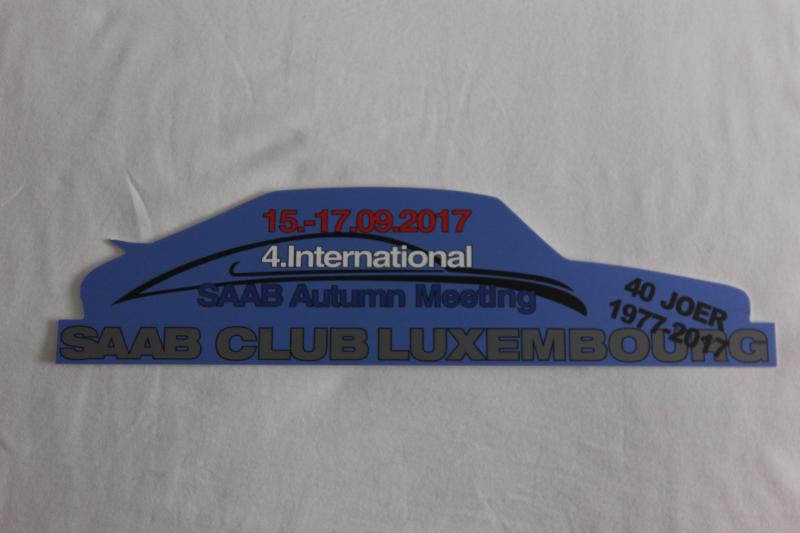 15.-17.09.2017
4.International
SAAB Autumn Meeting
40 JOER
1977-2017
SAAB CLUB LUXEMBOURG